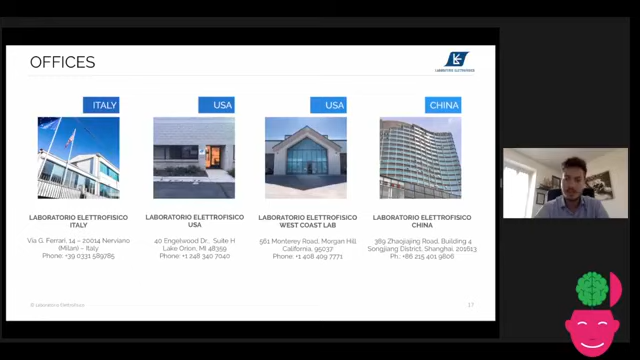 OFFICES
LABORATORIO ELETTROFISICO
ITALY
USA
USA
CHINA
LABORATORIO ELETTROFISICO
ITALY
Via G. Ferrari, 14 – 20014 Nerviano
(Milan) – Italy
Phone: +39 0331 589785
LABORATORIO ELETTROFISICO
USA
40 Engelwood Dr., Suite H
Lake Orion, MI 48359
Phone: +1 248 340 7040
LABORATORIO ELETTROFISICO
WEST COAST LAB
561 Monterey Road, Morgan Hill
California, 95037
Phone: +1 408 409 7771
LABORATORIO ELETTROFISICO
CHINA
389 Zhaojiajing Road, Building 4
Songjiang District, Shanghai, 201613
Ph.: +86 215 401 9806
© Laboratorio Elettrofisico
17